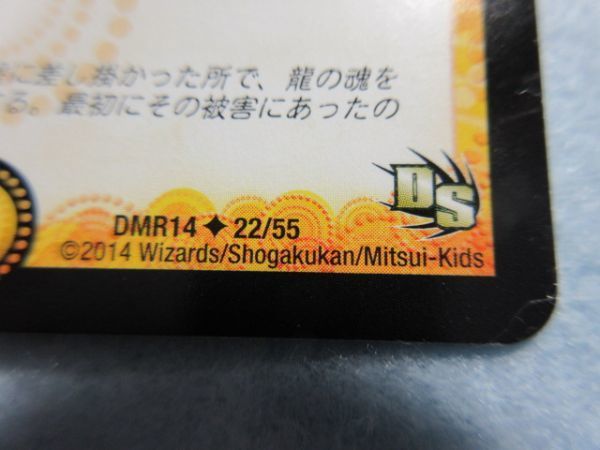 に差し掛かった所で、龍の魂を
る。最初にその被害にあったの
DS
DMR14 ✦ 22/55
©2014 Wizards/Shogakukan/Mitsui-Kids